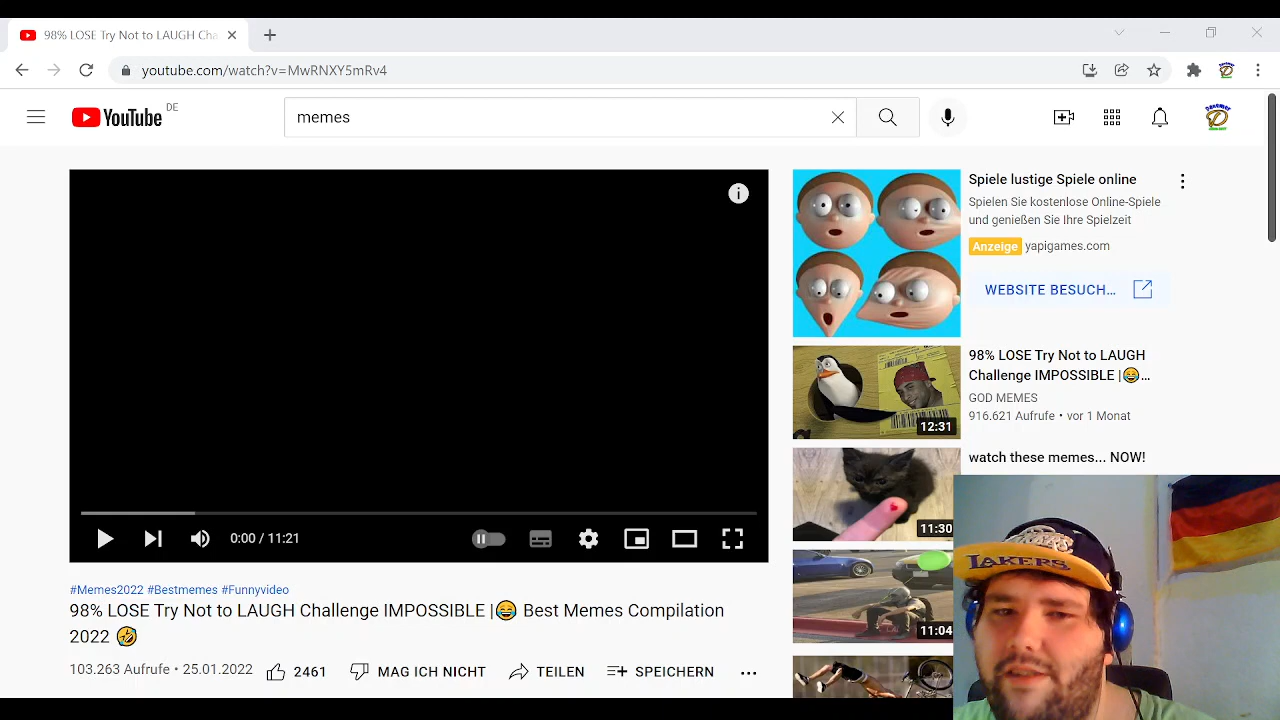 98% LOSE Try Not to LAUGH Cha
youtube.com/watch?v=MwRNXY5mRv4
YouTube DE
memes
Spiele lustige Spiele online
Spielen Sie kostenlose Online-Spiele
und genießen Sie Ihre Spielzeit
Anzeige yapigames.com
WEBSITE BESUCH...
98% LOSE Try Not to LAUGH
Challenge IMPOSSIBLE |😂...
GOD MEMES
916.621 Aufrufe • vor 1 Monat
12:31
watch these memes... NOW!
11:30
11:04
0:00 / 11:21
#Memes2022 #Bestmemes #Funnyvideo
98% LOSE Try Not to LAUGH Challenge IMPOSSIBLE |😂 Best Memes Compilation
2022 🤣
103.263 Aufrufe • 25.01.2022 2461 MAG ICH NICHT TEILEN SPEICHERN
LAKERS